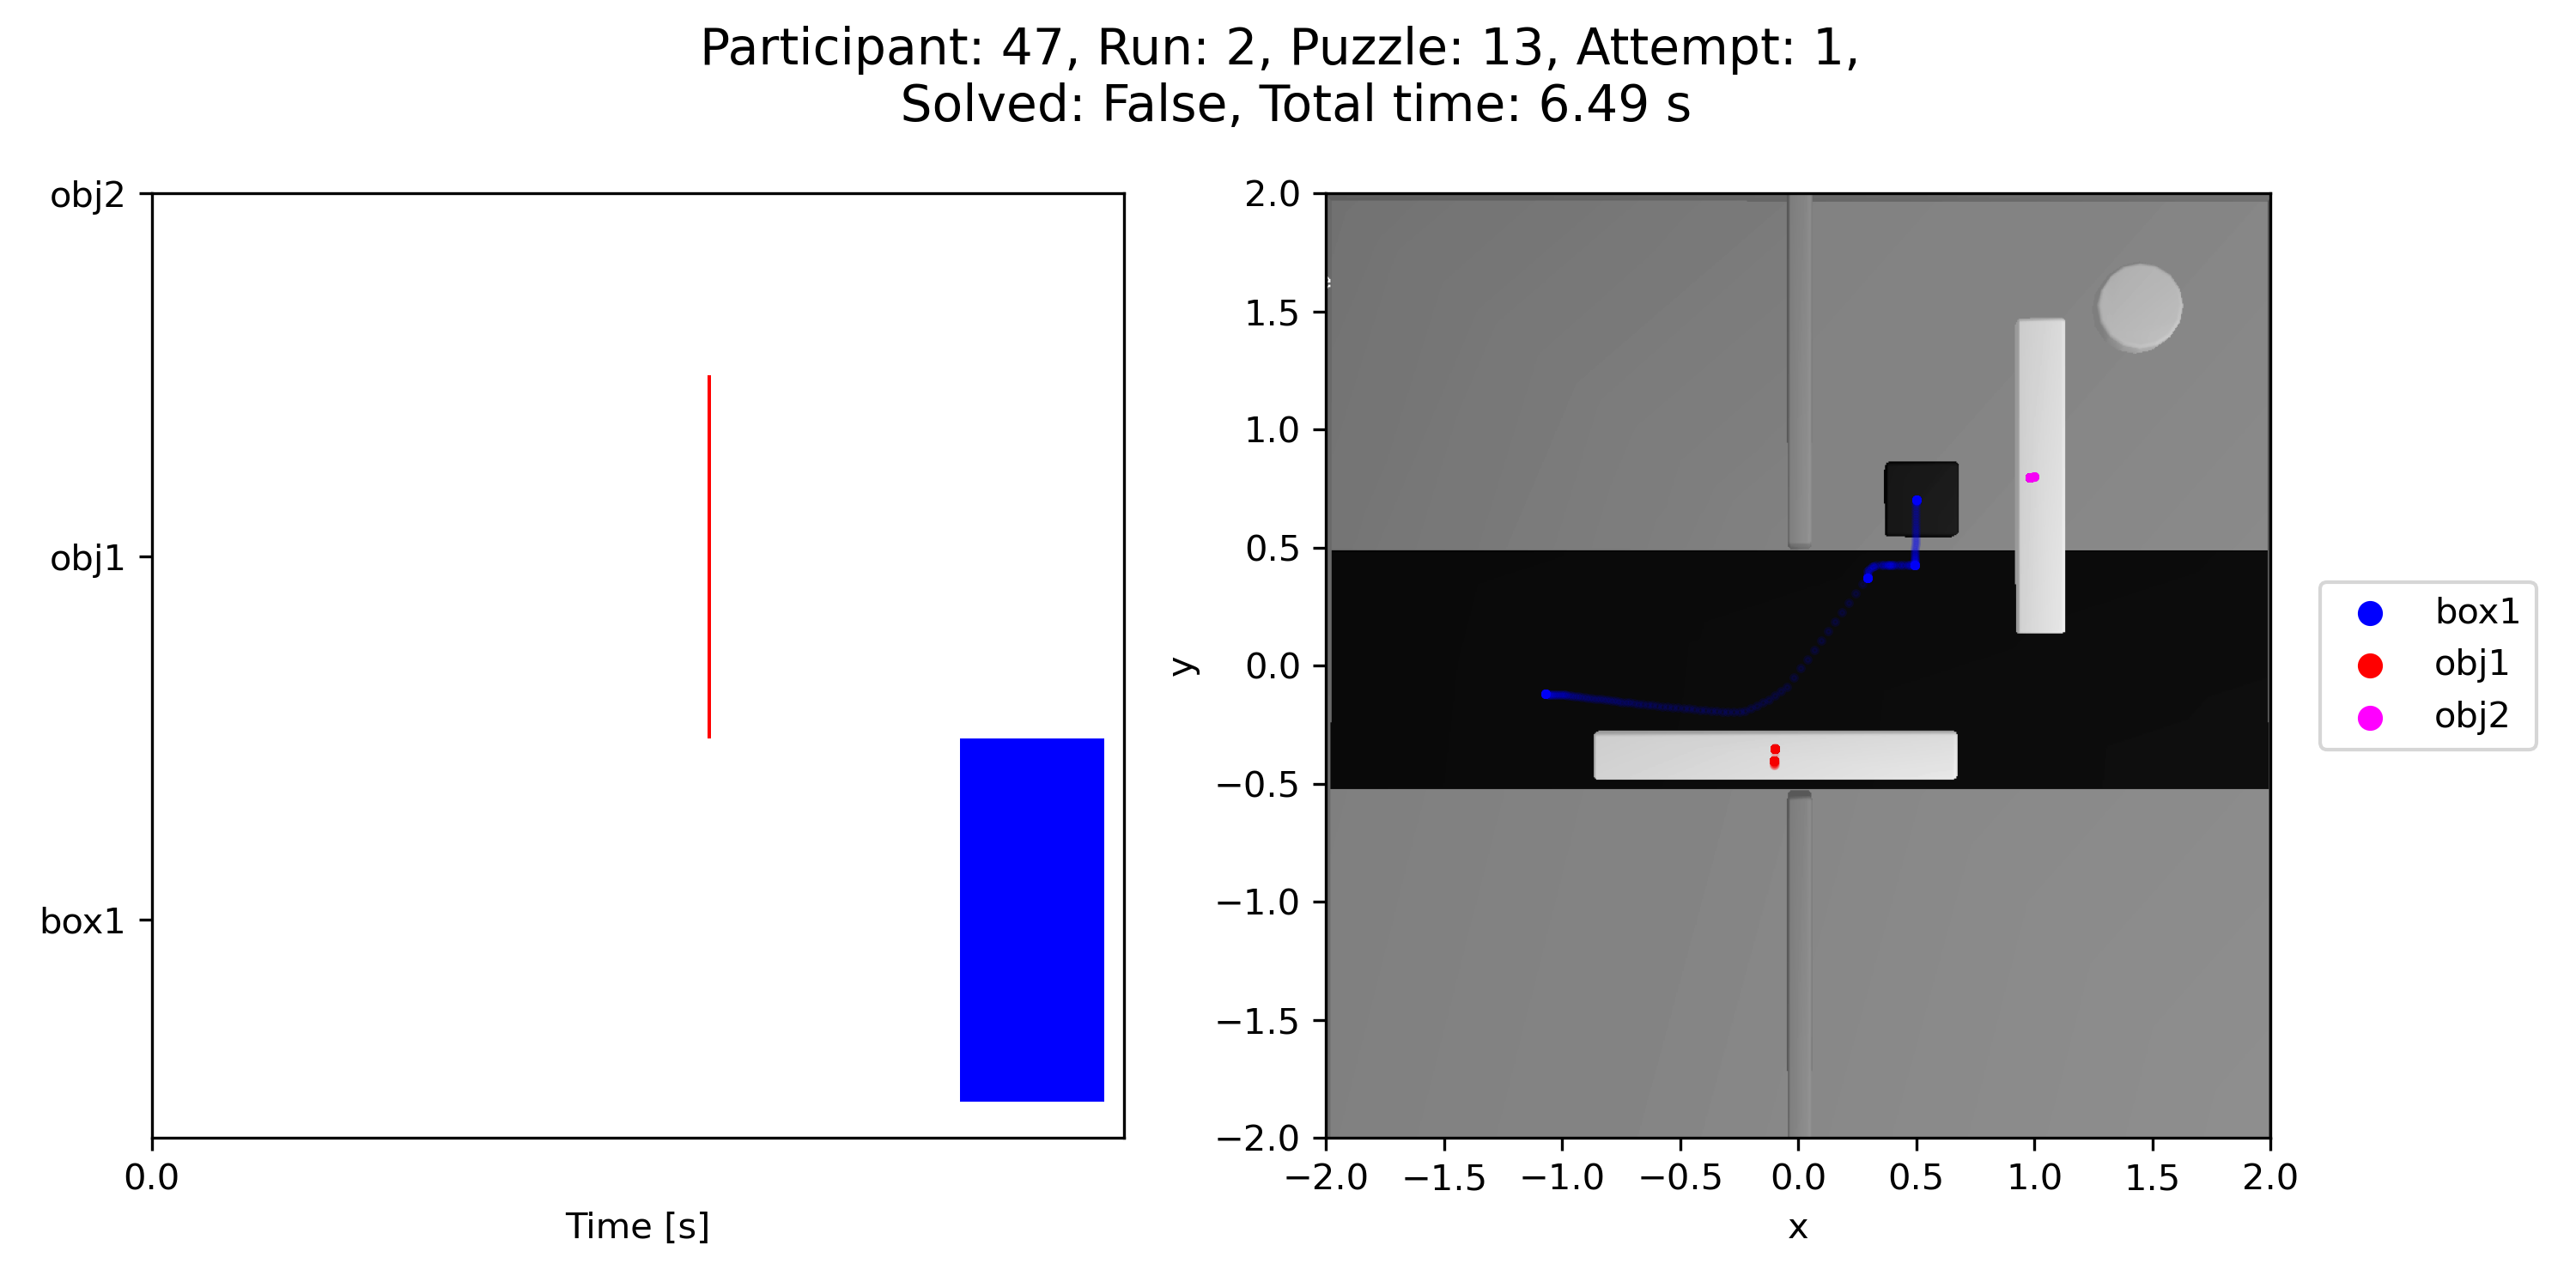 Participant: 47, Run: 2, Puzzle: 13, Attempt: 1,
Solved: False, Total time: 6.49 s
obj2
obj1
box1
0.0
Time [s]
2.0
1.5
1.0
0.5
0.0
−0.5
−1.0
−1.5
−2.0
y
−2.0 −1.5 −1.0 −0.5 0.0 0.5 1.0 1.5 2.0
x
box1
obj1
obj2